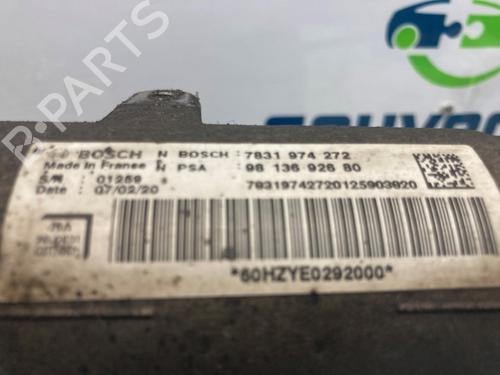 B-PARTS
BOSCH N BOSCH : 7831 974 272
Made In France N PSA : 98 136 926 80
S/N 01259 * 78319742720125903920
Date 07/02/20
*60HZYE0292000*